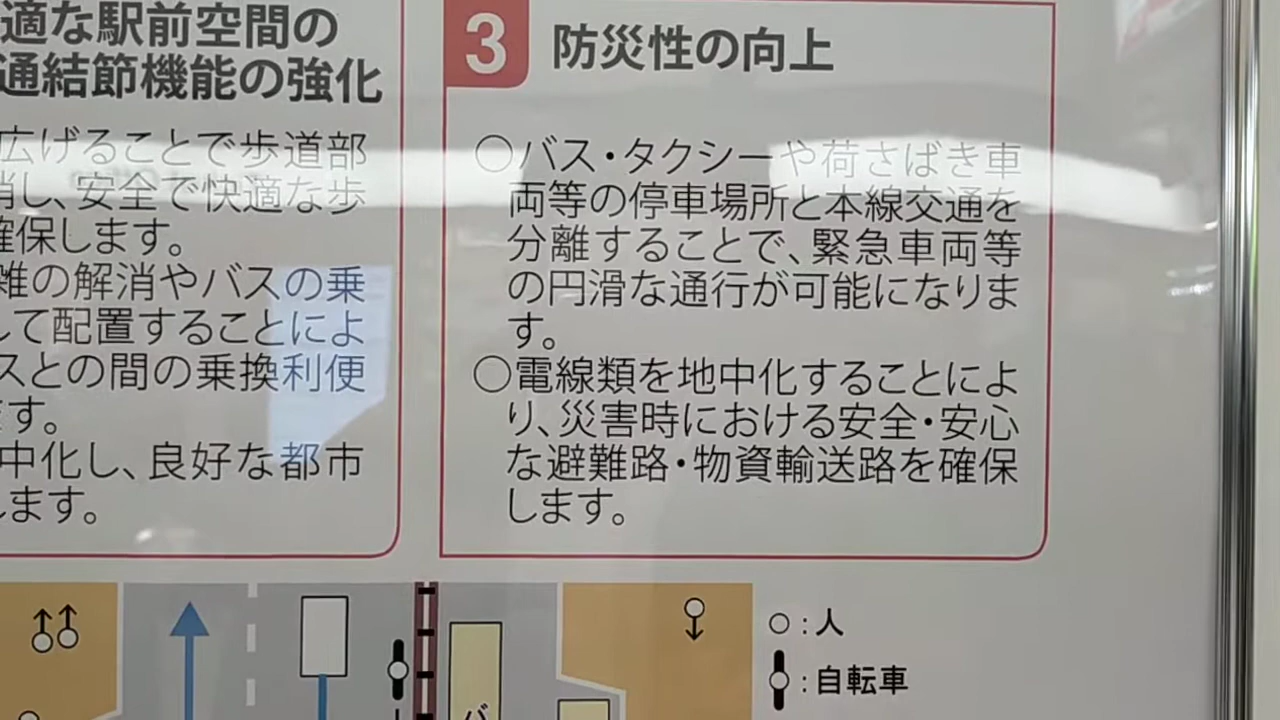 適な駅前空間の
通結節機能の強化
広げることで歩道部
消し、安全で快適な歩
確保します。
雑の解消やバスの乗
して配置することによ
スとの間の乗換利便
ます。
中化し、良好な都市
します。
3 防災性の向上
○バス・タクシーや荷さばき車
両等の停車場所と本線交通を
分離することで、緊急車両等
の円滑な通行が可能になりま
す。
○電線類を地中化することによ
り、災害時における安全・安心
な避難路・物資輸送路を確保
します。
○:人
:自転車
バ